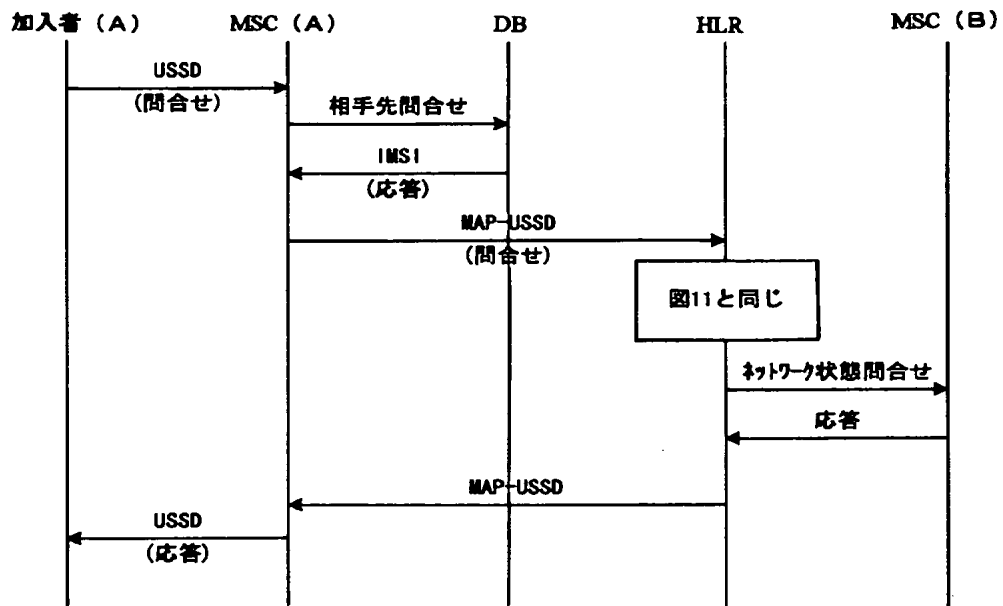 加入者（A） MSC（A） DB HLR MSC（B）
USSD
(問合せ)
相手先問合せ
IMSI
(応答)
MAP-USSD
(問合せ)
図11と同じ
ﾈｯﾄﾜｰｸ状態問合せ
応答
MAP-USSD
USSD
(応答)